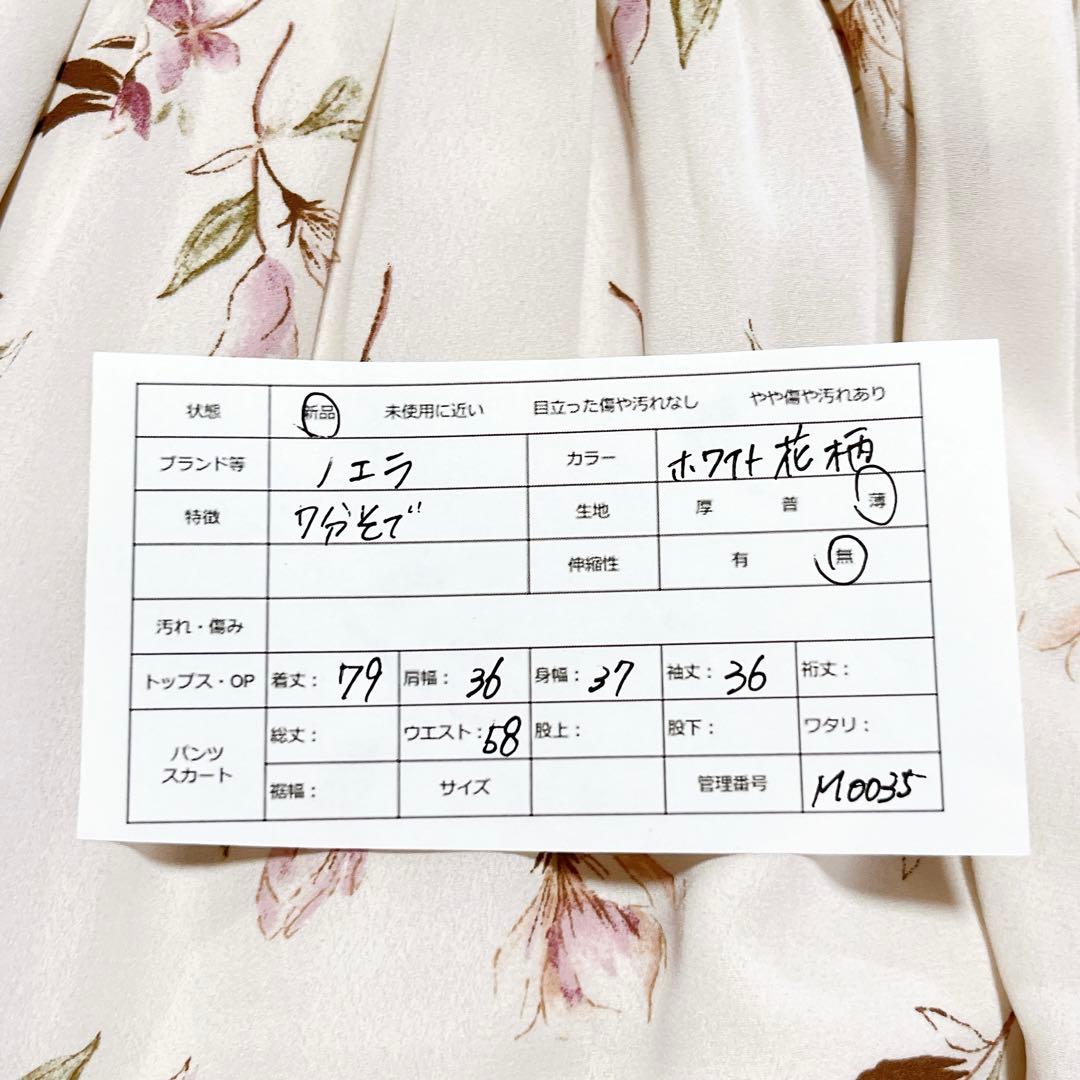 状態 新品 未使用に近い 目立った傷や汚れなし やや傷や汚れあり
ブランド等 ノエラ カラー ホワイト花柄
特徴 7分そで 生地 厚 普 薄
伸縮性 有 無
汚れ・傷み
トップス・OP 着丈: 79 肩幅: 36 身幅: 37 袖丈: 36 裄丈:
パンツ スカート 総丈: ウエスト: 58 股上: 股下: ワタリ:
裾幅: サイズ 管理番号 M0035